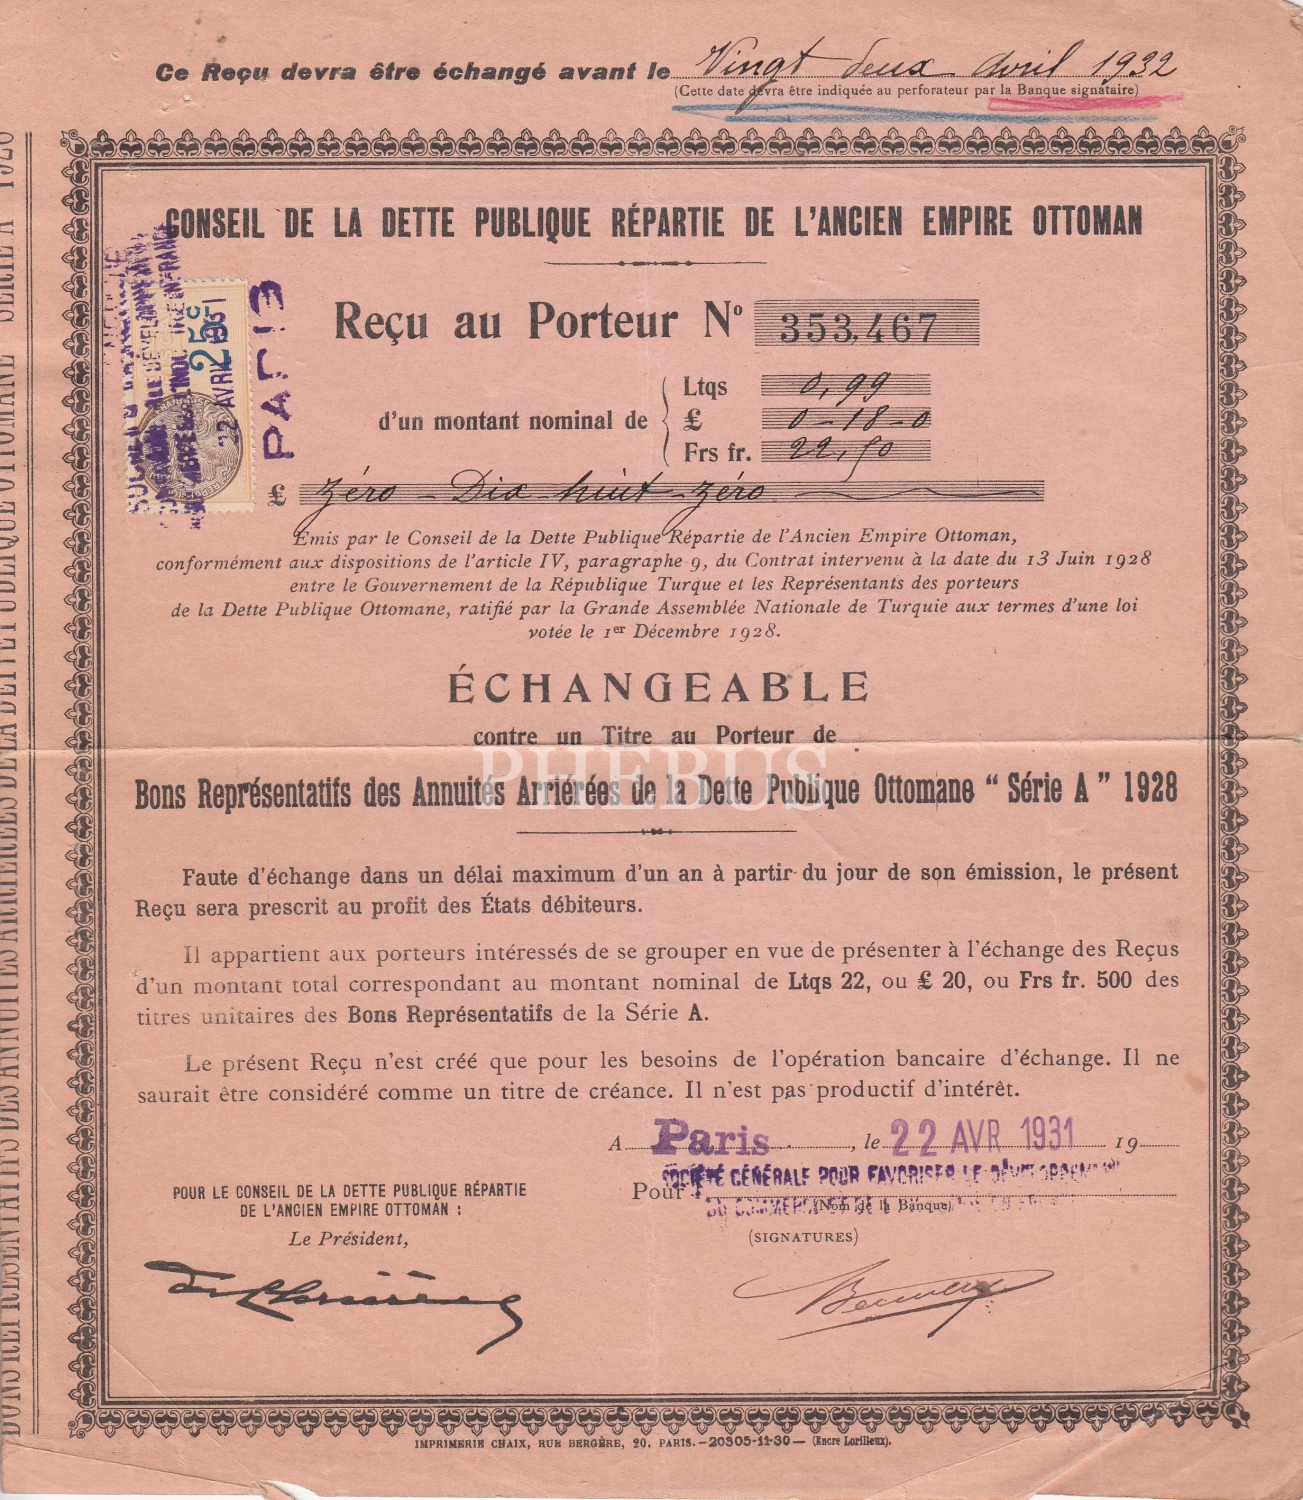 Ce Reçu devra être échangé avant le Vingt deux Avril 1932
(Cette date devra être indiquée au perforateur par la Banque signataire)
CONSEIL DE LA DETTE PUBLIQUE RÉPARTIE DE L'ANCIEN EMPIRE OTTOMAN
Reçu au Porteur Nº 353,467
d'un montant nominal de
Ltqs 0,99
£ 0-18-0
Frs fr. 22,50
£ zéro - Dix huit - zéro
PARIS
25c
Émis par le Conseil de la Dette Publique Répartie de l'Ancien Empire Ottoman,
conformément aux dispositions de l'article IV, paragraphe 9, du Contrat intervenu à la date du 13 Juin 1928
entre le Gouvernement de la République Turque et les Représentants des porteurs
de la Dette Publique Ottomane, ratifié par la Grande Assemblée Nationale de Turquie aux termes d'une loi
votée le 1er Décembre 1928.
ÉCHANGEABLE
contre un Titre au Porteur de
PHEBUS
Bons Représentatifs des Annuités Arriérées de la Dette Publique Ottomane “ Série A ” 1928
Faute d'échange dans un délai maximum d'un an à partir du jour de son émission, le présent
Reçu sera prescrit au profit des États débiteurs.
Il appartient aux porteurs intéressés de se grouper en vue de présenter à l'échange des Reçus
d'un montant total correspondant au montant nominal de Ltqs 22, ou £ 20, ou Frs fr. 500 des
titres unitaires des Bons Représentatifs de la Série A.
Le présent Reçu n'est créé que pour les besoins de l'opération bancaire d'échange. Il ne
saurait être considéré comme un titre de créance. Il n'est pas productif d'intérêt.
A Paris, le 22 AVR 1931 19
POUR LE CONSEIL DE LA DETTE PUBLIQUE RÉPARTIE
DE L'ANCIEN EMPIRE OTTOMAN :
Le Président,
Pour SOCIÉTÉ GÉNÉRALE POUR FAVORISER LE DÉVELOPPEMENT
(Nom de la Banque)
(SIGNATURES)
IMPRIMERIE CHAIX, RUE BERGÈRE, 20, PARIS.—20305-11-30— (Encre Lorilleux).